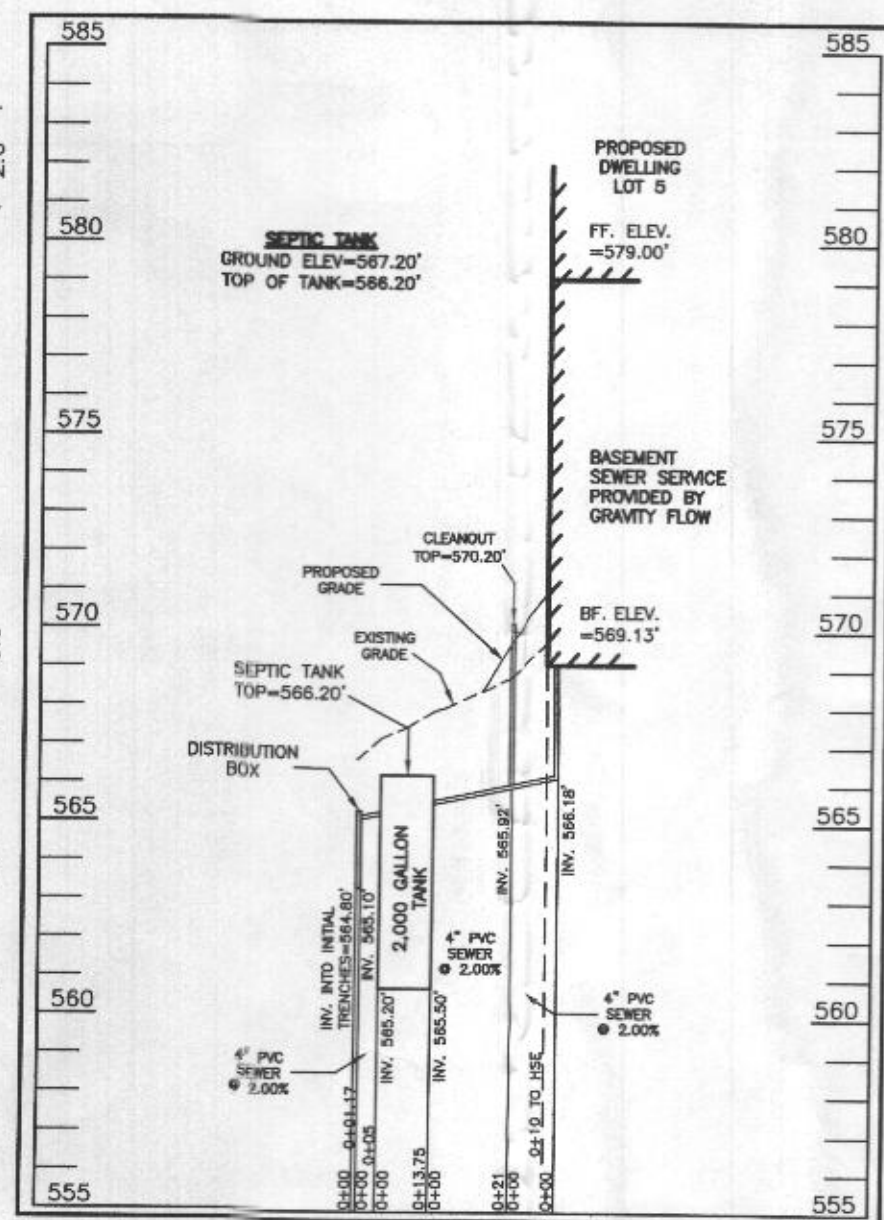 585
585
PROPOSED
DWELLING
LOT 5
FF. ELEV.
=579.00'
580
580
SEPTIC TANK
GROUND ELEV=567.20'
TOP OF TANK=566.20'
575
575
BASEMENT
SEWER SERVICE
PROVIDED BY
GRAVITY FLOW
CLEANOUT
TOP=570.20'
PROPOSED
GRADE
570
570
BF. ELEV.
=569.13'
EXISTING
GRADE
SEPTIC TANK
TOP=566.20'
DISTRIBUTION
BOX
565
565
INV. INTO INITIAL
TRENCHES=564.80'
INV. 565.10'
2,000 GALLON
TANK
INV. 565.92'
INV. 566.18'
4" PVC
SEWER
@ 2.00%
560
560
INV. 565.20'
INV. 565.50'
4" PVC
SEWER
@ 2.00%
4" PVC
SEWER
@ 2.00%
0+00
0+01.17
0+00
0+05
0+00
0+13.75
0+00
0+21
0+00
0+10 TO HSE
0+00
555
555